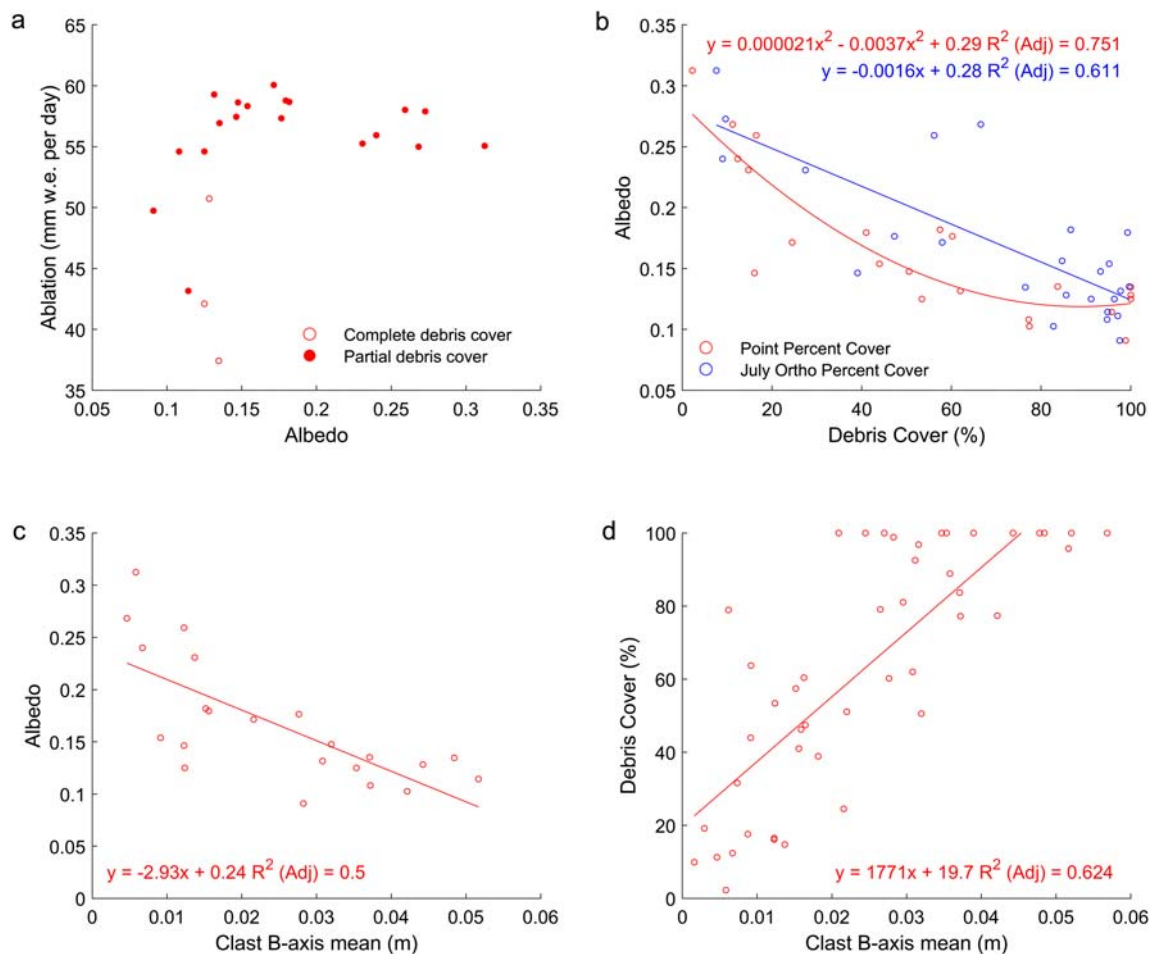 a
65
60
55
50
45
40
35
Ablation (mm w.e. per day)
Complete debris cover
Partial debris cover
0.05 0.1 0.15 0.2 0.25 0.3 0.35
Albedo
b
y = 0.000021x² - 0.0037x² + 0.29 R² (Adj) = 0.751
y = -0.0016x + 0.28 R² (Adj) = 0.611
0.35
0.3
0.25
0.2
0.15
0.1
0.05
Albedo
Point Percent Cover
July Ortho Percent Cover
0 20 40 60 80 100
Debris Cover (%)
c
0.35
0.3
0.25
0.2
0.15
0.1
0.05
0
Albedo
y = -2.93x + 0.24 R² (Adj) = 0.5
0 0.01 0.02 0.03 0.04 0.05 0.06
Clast B-axis mean (m)
d
100
80
60
40
20
0
Debris Cover (%)
y = 1771x + 19.7 R² (Adj) = 0.624
0 0.01 0.02 0.03 0.04 0.05 0.06
Clast B-axis mean (m)